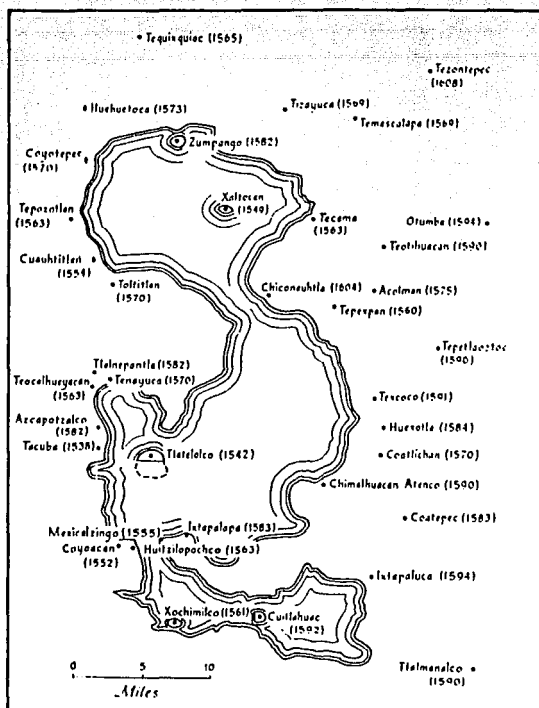 Tequixquiac (1565)
Tezontepec
(1608)
Huehuetoca (1573)
Tizayuca (1569)
Temascalapa (1569)
Zumpango (1582)
Coyotepec
(1570)
Xaltocan
(1549)
Tepozotlan
(1563)
Tecama
(1563)
Otumba (1594)
Teotihuacan (1590)
Cuauhtitlan
(1554)
Toltitlan
(1570)
Chiconauhtla (1604)
Acolman (1575)
Tepexpan (1560)
Tepetlaoztoc
(1590)
Tlalnepantla (1582)
Teocalhueyacan
(1563)
Tenayuca (1570)
Texcoco (1591)
Azcapotzalco
(1582)
Huexotla (1584)
Tacuba (1538)
Tlatelolco (1542)
Coatlichan (1570)
Chimalhuacan Atenco (1590)
Mexicalzingo (1555)
Ixtapalapa (1583)
Coatepec (1583)
Coyoacan
(1552)
Huitzilopochco (1563)
Ixtapaluca (1594)
Xochimilco (1561)
Cuitlahuac
(1592)
Tlalmanalco
(1590)
0 5 10
Miles